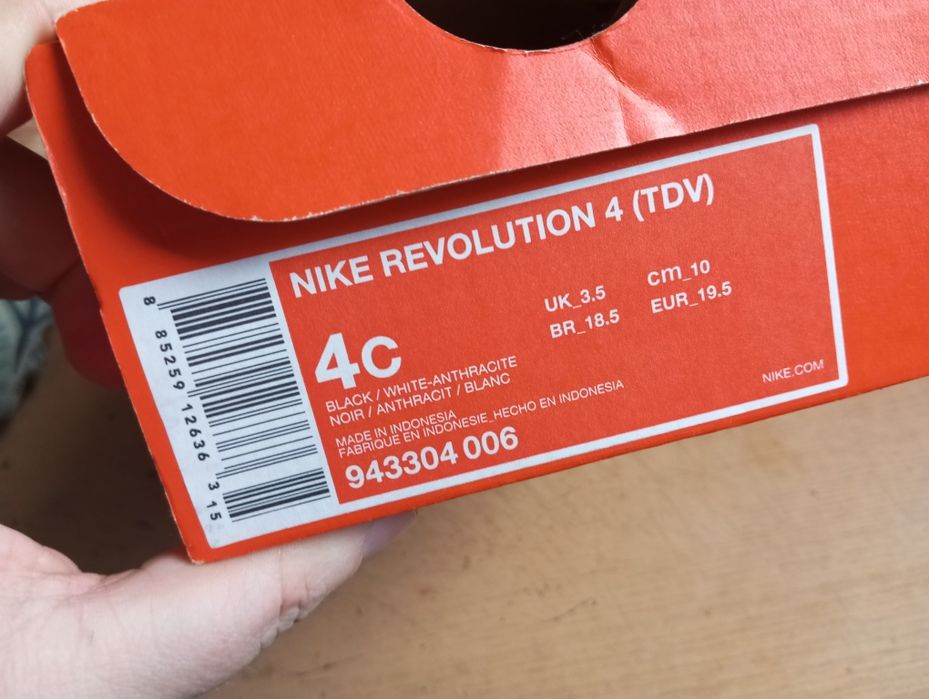 NIKE REVOLUTION 4 (TDV)
4C
UK_3.5 cm_10
BR_18.5 EUR_19.5
BLACK / WHITE-ANTHRACITE
NOIR / ANTHRACIT / BLANC
MADE IN INDONESIA
FABRIQUE EN INDONESIE_HECHO EN INDONESIA
943304 006
NIKE.COM
8 85259 12636 3 15